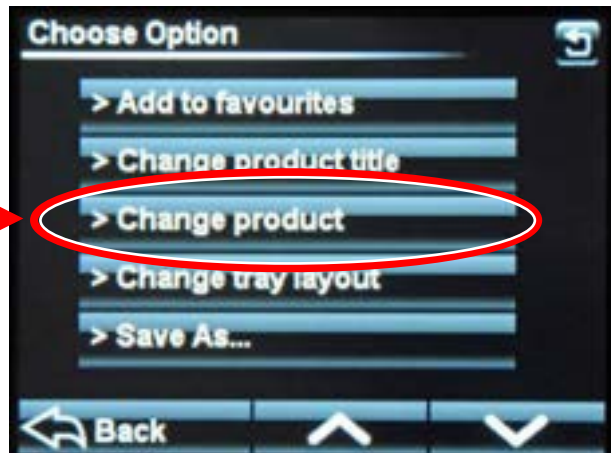 Choose Option
> Add to favourites
> Change product title
> Change product
> Change tray layout
> Save As...
Back